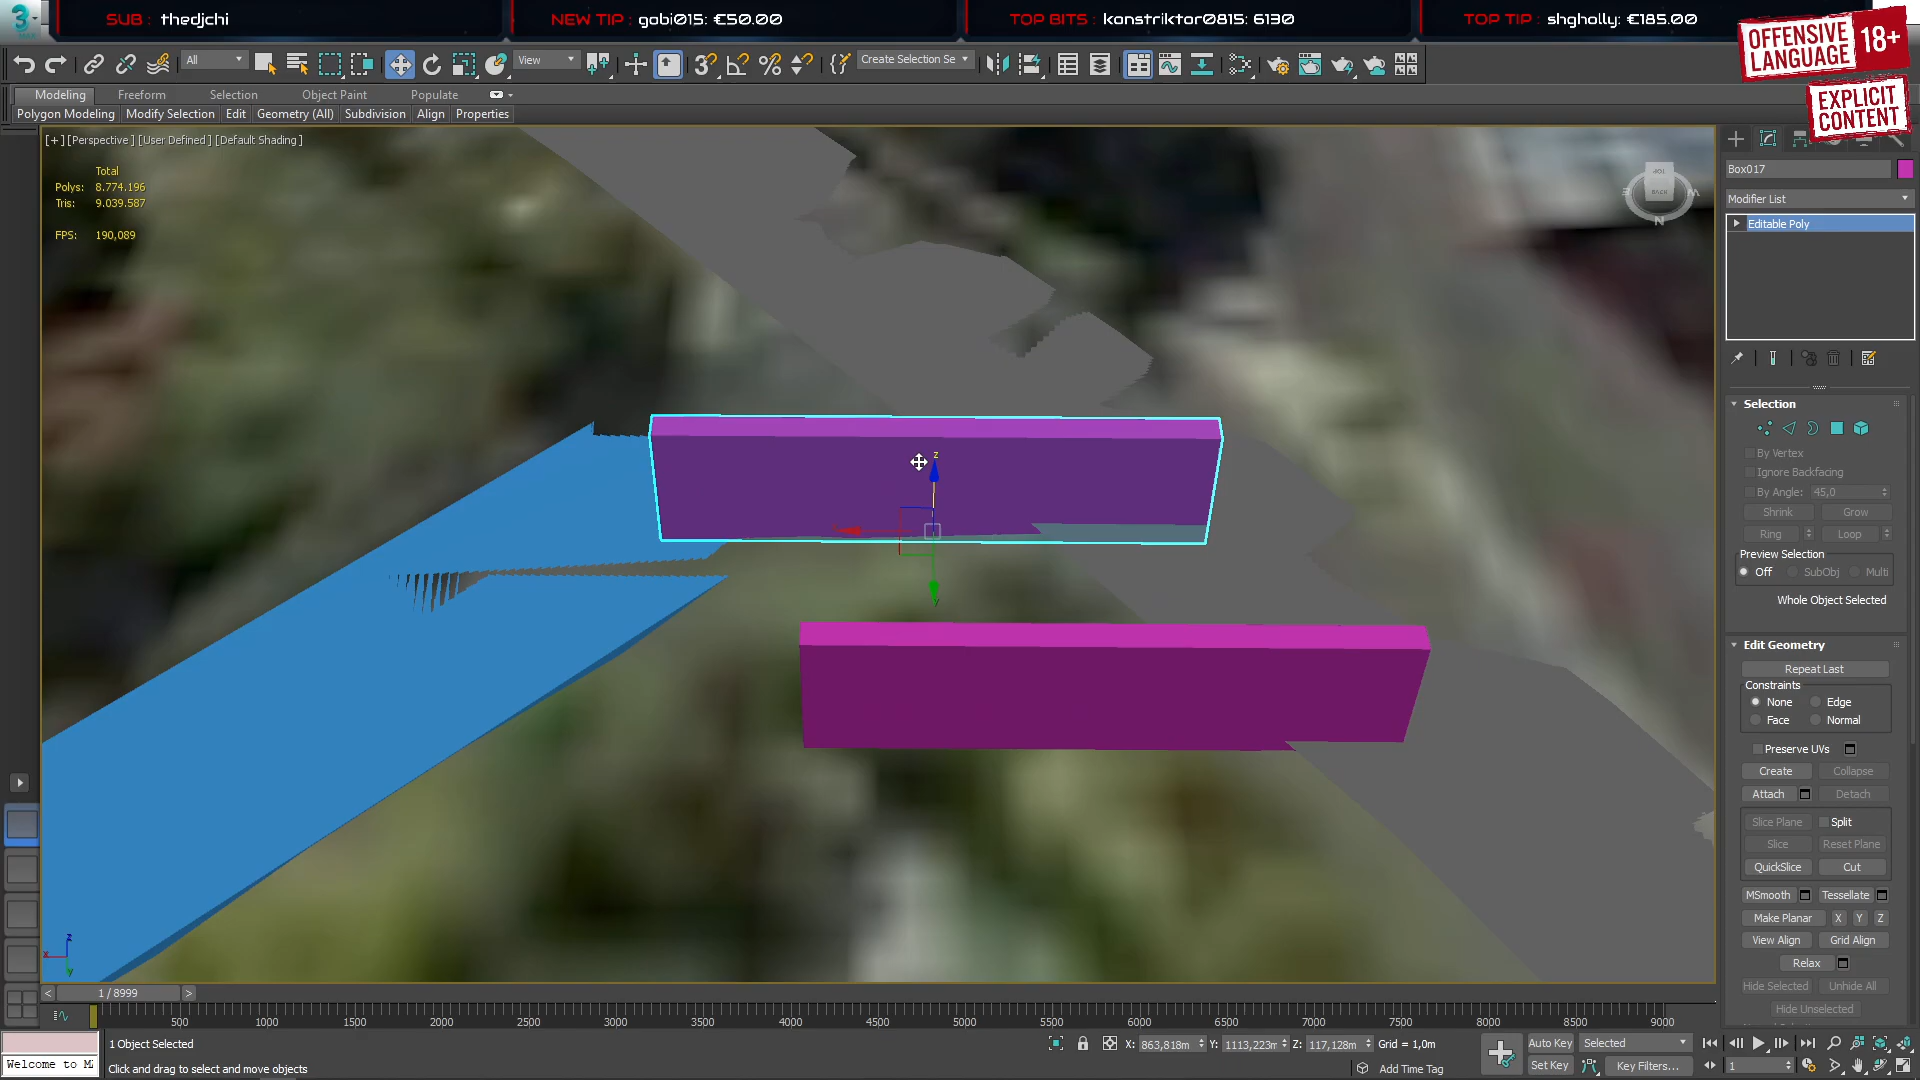 SUB : thedjchi
NEW TIP : gobi015: €50.00
TOP BITS : konstriktor0815: 6130
TOP TIP : shgholly: €185.00
OFFENSIVE LANGUAGE 18+
EXPLICIT CONTENT
3
All
View
Create Selection Se
Modeling
Freeform
Selection
Object Paint
Populate
Polygon Modeling
Modify Selection
Edit
Geometry (All)
Subdivision
Align
Properties
[+] [Perspective ] [User Defined ] [Default Shading ]
Total
Polys: 8.774.196
Tris: 9.039.587
FPS: 190,089
TOP
BACK
N
z
x
y
z
y
Box017
Modifier List
Editable Poly
Selection
By Vertex
Ignore Backfacing
By Angle: 45,0
Shrink
Grow
Ring
Loop
Preview Selection
Off
SubObj
Multi
Whole Object Selected
Edit Geometry
Repeat Last
Constraints
None
Edge
Face
Normal
Preserve UVs
Create
Collapse
Attach
Detach
Slice Plane
Split
Slice
Reset Plane
QuickSlice
Cut
MSmooth
Tessellate
Make Planar
X
Y
Z
View Align
Grid Align
Relax
Hide Selected
Unhide All
Hide Unselected
<
1 / 8999
>
500
1000
1500
2000
2500
3000
3500
4000
4500
5000
5500
6000
6500
7000
7500
8000
8500
9000
1 Object Selected
X: 863,818m
Y: 1113,223m
Z: 117,128m
Grid = 1,0m
Auto Key
Selected
Welcome to M
Click and drag to select and move objects
Add Time Tag
Set Key
Key Filters...
1